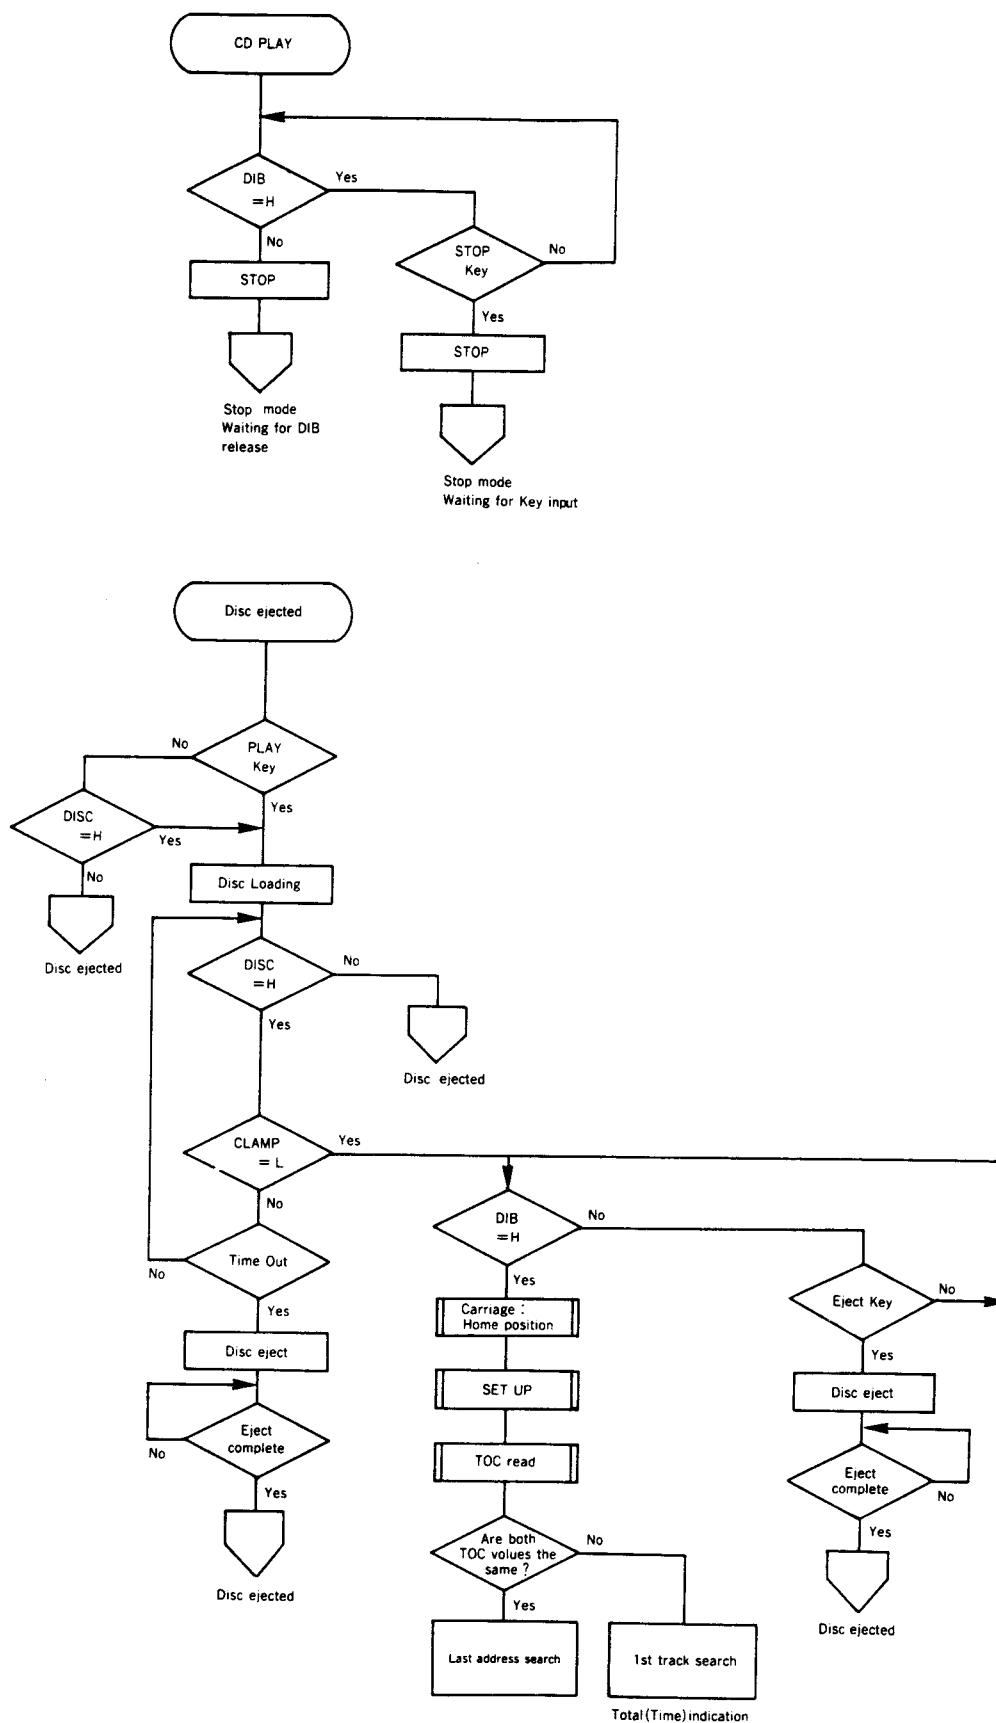 CD PLAY
DIB
=H
Yes
No
STOP
Key
No
STOP
Yes
STOP
Stop mode
Waiting for DIB
release
Stop mode
Waiting for Key input
Disc ejected
No
PLAY
Key
Yes
DISC
=H
Yes
No
Disc Loading
Disc ejected
DISC
=H
No
Yes
Disc ejected
CLAMP
=L
Yes
No
DIB
=H
No
Yes
Time Out
No
Yes
Eject Key
No
Yes
Carriage :
Home position
Disc eject
SET UP
Disc eject
Eject
complete
No
Yes
TOC read
Eject
complete
No
Yes
Are both
TOC volues the
same ?
No
Yes
Disc ejected
Disc ejected
Last address search
1st track search
Total (Time) indication